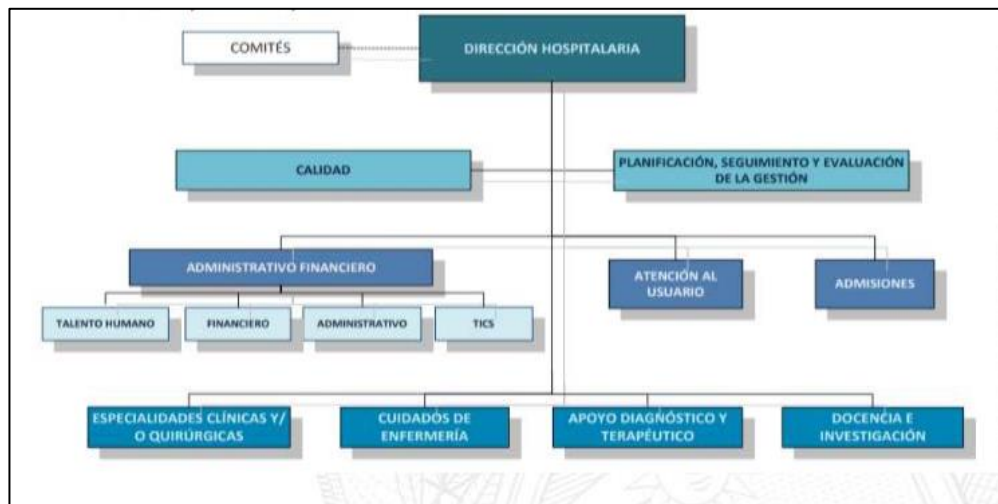 COMITÉS
DIRECCIÓN HOSPITALARIA
CALIDAD
PLANIFICACIÓN, SEGUIMIENTO Y EVALUACIÓN
DE LA GESTIÓN
ADMINISTRATIVO FINANCIERO
ATENCIÓN AL
USUARIO
ADMISIONES
TALENTO HUMANO
FINANCIERO
ADMINISTRATIVO
TICS
ESPECIALIDADES CLÍNICAS Y/
O QUIRÚRGICAS
CUIDADOS DE
ENFERMERÍA
APOYO DIAGÑÓSTICO Y
TERAPÉUTICO
DOCENCIA E
INVESTIGACIÓN